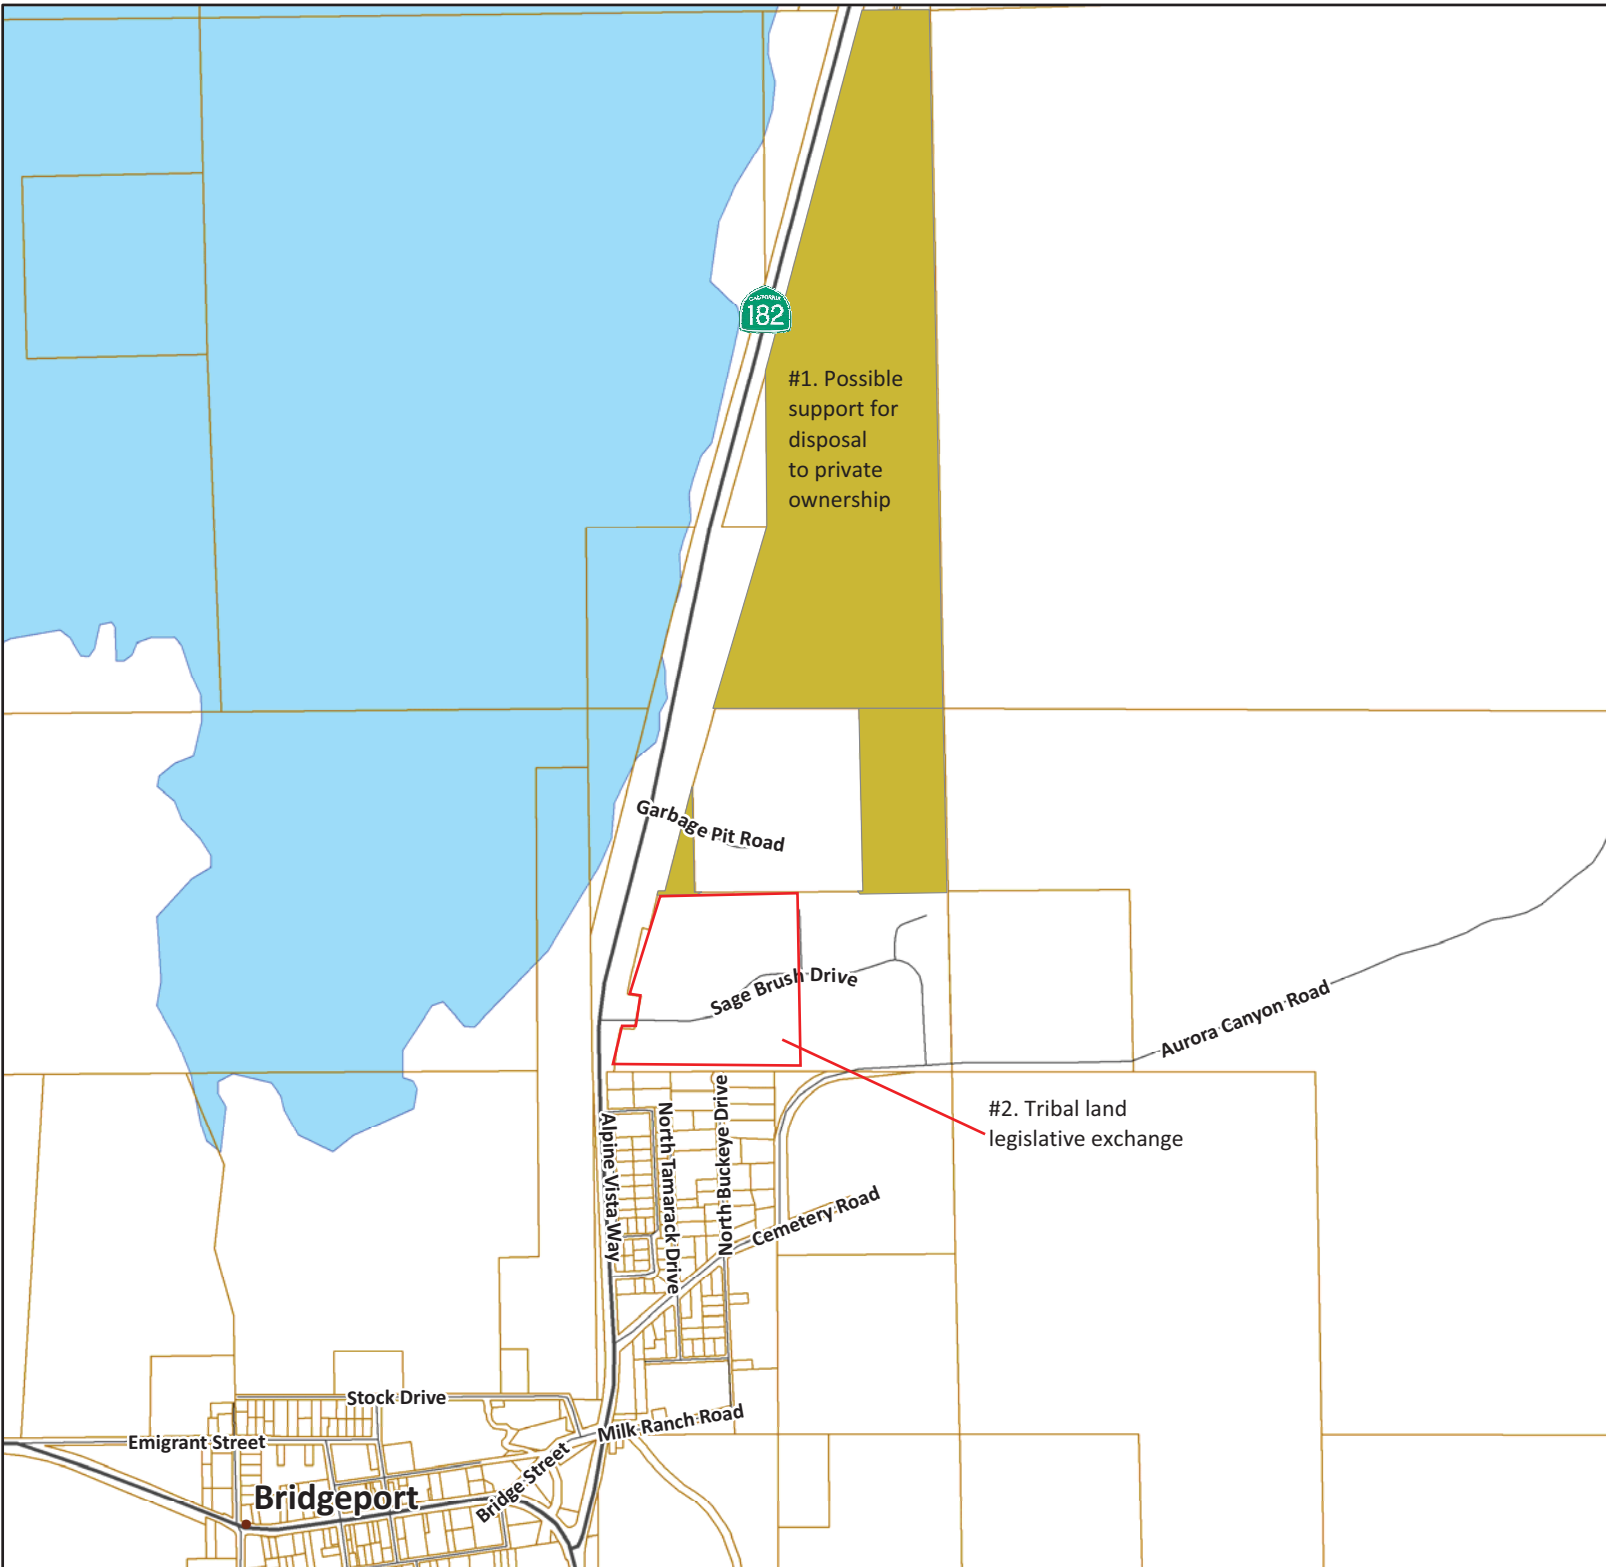 CALIFORNIA
182
#1. Possible
support for
disposal
to private
ownership
Garbage Pit Road
Sage Brush Drive
Aurora Canyon Road
#2. Tribal land
legislative exchange
Alpine Vista Way
North Tamarack Drive
North Buckeye Drive
Cemetery Road
Stock Drive
Milk Ranch Road
Emigrant Street
Bridge Street
Bridgeport